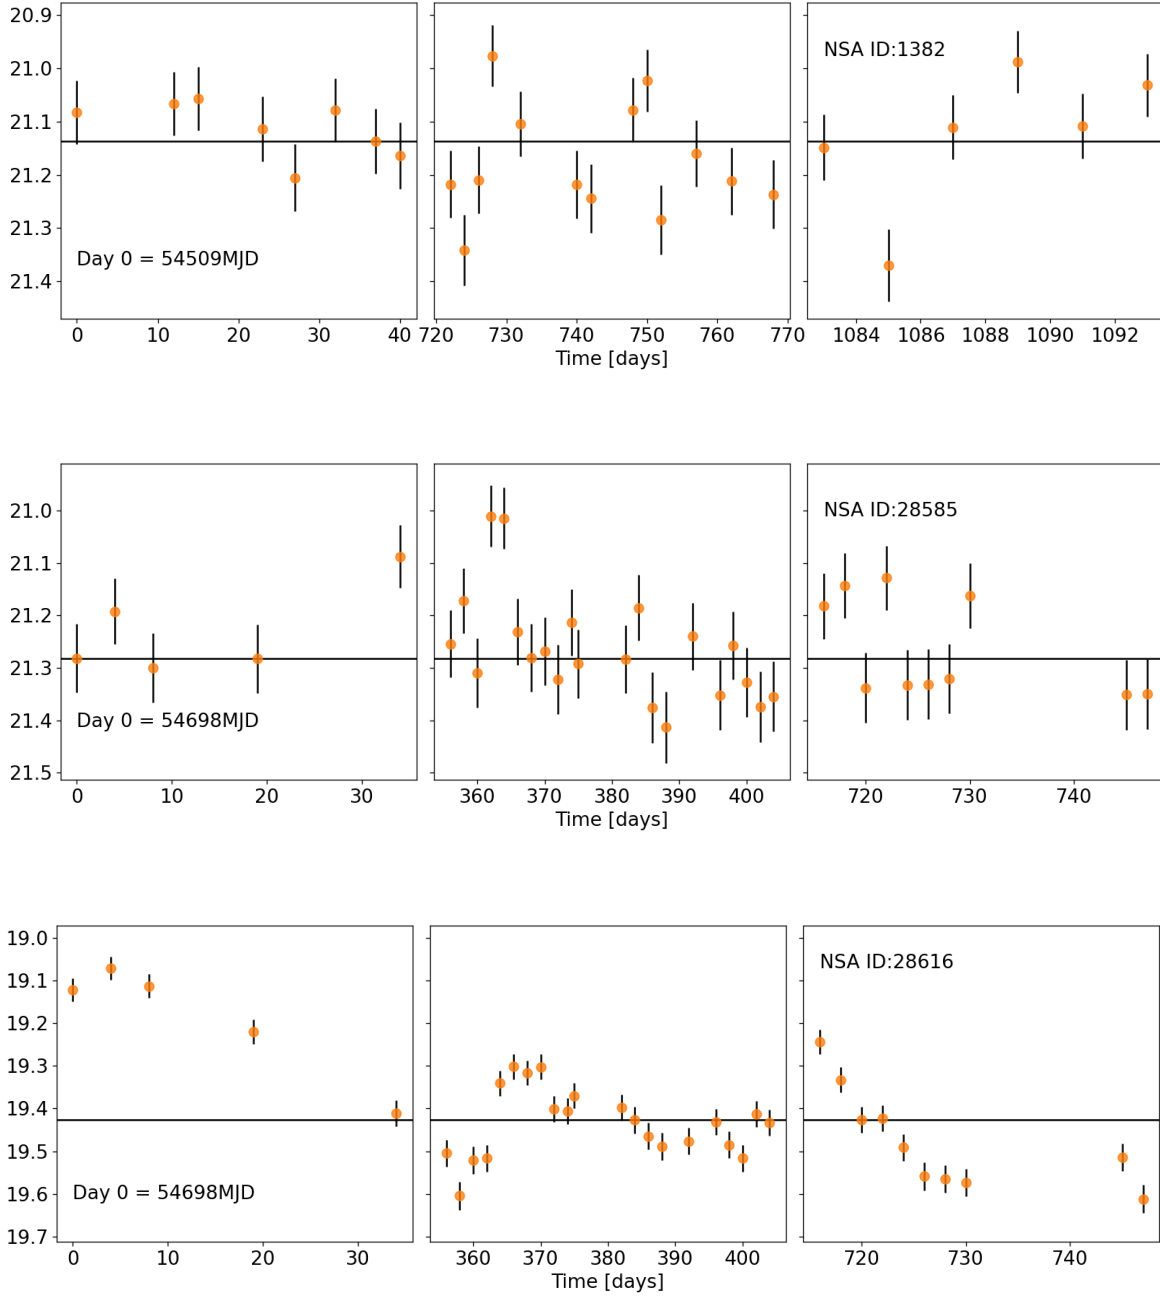 20.9
21.0
21.1
21.2
21.3
21.4
Day 0 = 54509MJD
NSA ID:1382
0 10 20 30 40 720 730 740 750 760 770 1084 1086 1088 1090 1092
Time [days]
21.0
21.1
21.2
21.3
21.4
21.5
NSA ID:28585
Day 0 = 54698MJD
0 10 20 30 360 370 380 390 400 720 730 740
Time [days]
19.0
19.1
19.2
19.3
19.4
19.5
19.6
19.7
NSA ID:28616
Day 0 = 54698MJD
0 10 20 30 360 370 380 390 400 720 730 740
Time [days]